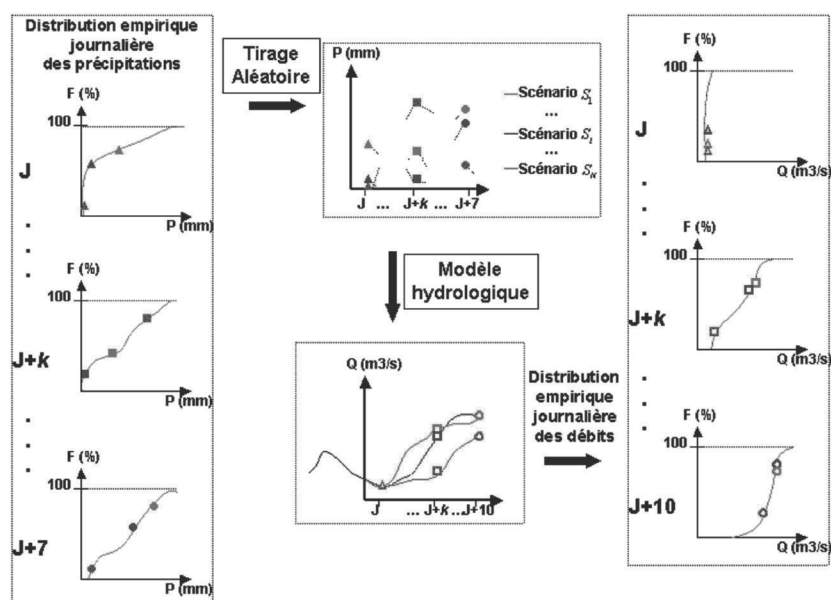 Distribution empirique
journalière
des précipitations
F (%)
100
J
P (mm)
.
.
.
F (%)
100
J+k
P (mm)
.
.
.
F (%)
100
J+7
P (mm)
Tirage
Aléatoire
P (mm)
Scénario S1
...
Scénario Si
...
Scénario SN
J ... J+k ... J+7
Modèle
hydrologique
Q (m3/s)
J ... J+k ...J+10
Distribution
empirique
journalière
des débits
F (%)
100
J
Q (m3/s)
.
.
.
F (%)
100
J+k
Q (m3/s)
.
.
.
F (%)
100
J+10
Q (m3/s)